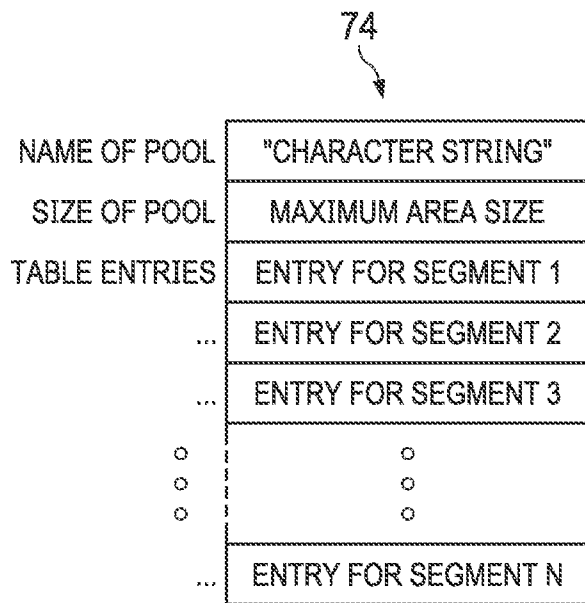 74
NAME OF POOL "CHARACTER STRING"
SIZE OF POOL MAXIMUM AREA SIZE
TABLE ENTRIES ENTRY FOR SEGMENT 1
... ENTRY FOR SEGMENT 2
... ENTRY FOR SEGMENT 3
... ENTRY FOR SEGMENT N